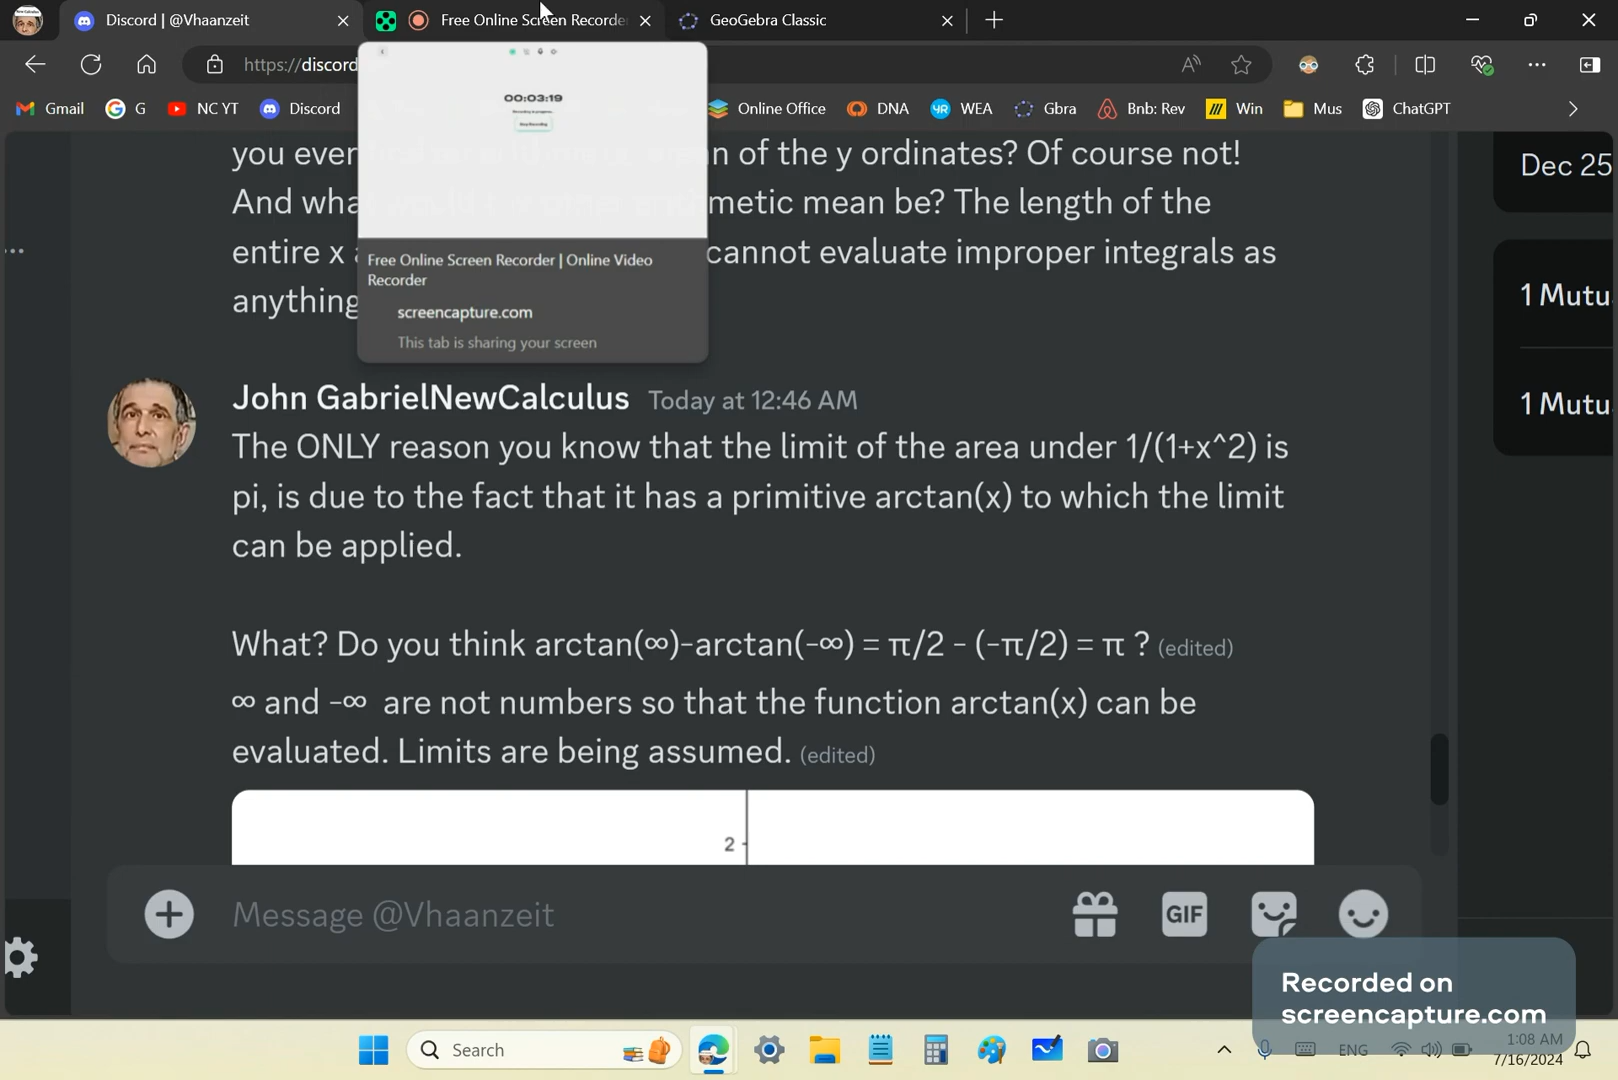 Discord | @Vhaanzeit
Free Online Screen Recorde
GeoGebra Classic
https://discord
Gmail G NC YT Discord Online Office DNA WEA Gbra Bnb: Rev Win Mus ChatGPT
00:03:19
Stop Recording
Free Online Screen Recorder | Online Video
Recorder
screencapture.com
This tab is sharing your screen
you ever n of the y ordinates? Of course not!
And wha metic mean be? The length of the
entire x cannot evaluate improper integrals as
anything
Dec 25
1 Mutu
1 Mutu
John GabrielNewCalculus Today at 12:46 AM
The ONLY reason you know that the limit of the area under 1/(1+x^2) is
pi, is due to the fact that it has a primitive arctan(x) to which the limit
can be applied.
What? Do you think arctan(∞)-arctan(-∞) = π/2 - (-π/2) = π ? (edited)
∞ and -∞ are not numbers so that the function arctan(x) can be
evaluated. Limits are being assumed. (edited)
2
Message @Vhaanzeit
GIF
Recorded on
screencapture.com
Search
ENG
1:08 AM
7/16/2024